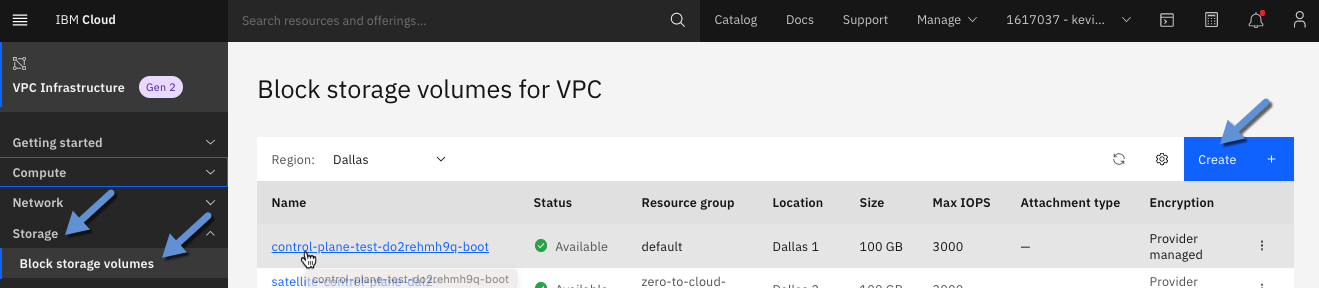 IBM Cloud
Search resources and offerings...
Catalog Docs Support Manage 1617037 - kevi...
VPC Infrastructure Gen 2
Block storage volumes for VPC
Getting started
Compute
Network
Storage
Block storage volumes
Region: Dallas
Create +
Name Status Resource group Location Size Max IOPS Attachment type Encryption
control-plane-test-do2rehmh9q-boot Available default Dallas 1 100 GB 3000 — Provider
managed
control-plane-test-do2rehmh9q-boot
Available zero-to-cloud- Dallas 2 100 GB 3000 Provider